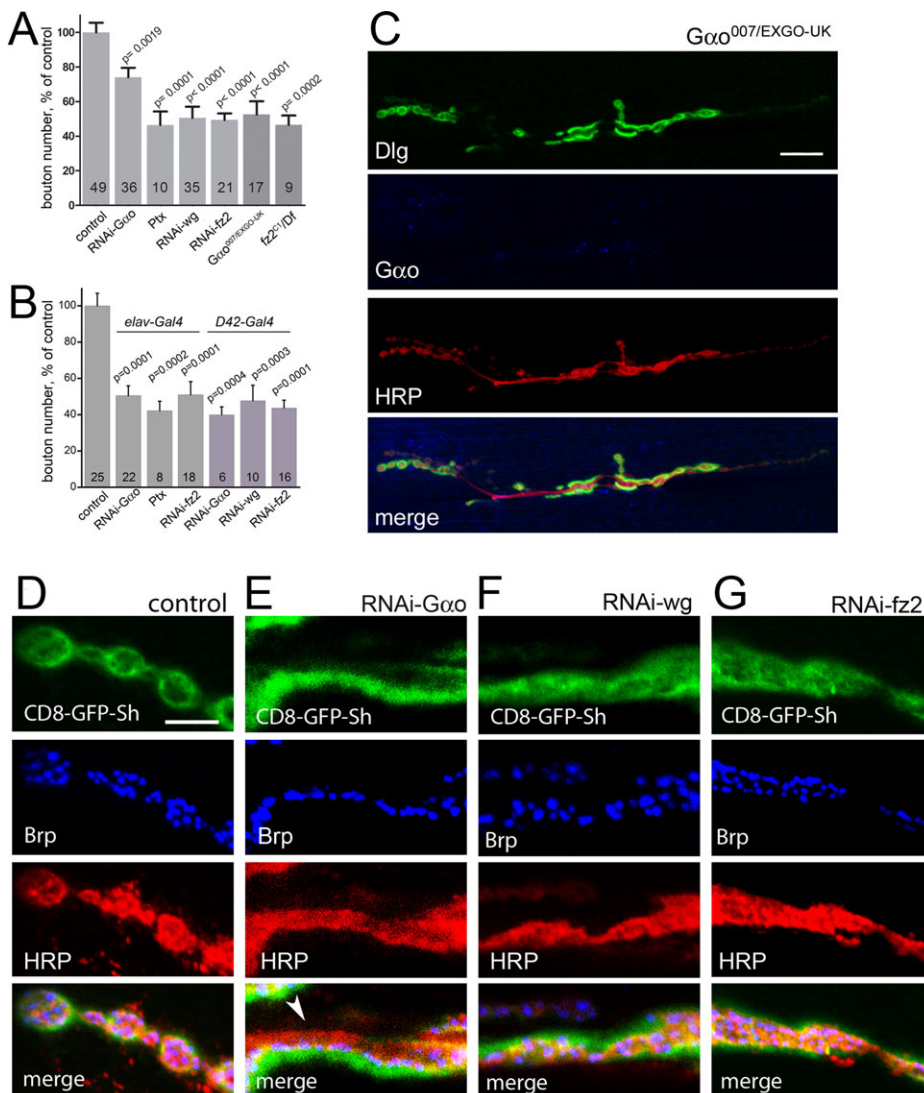 A
bouton number, % of control
100
80
60
40
20
0
p= 0.0019
p= 0.0001
p< 0.0001
p< 0.0001
p< 0.0001
p= 0.0002
49
36
10
35
21
17
9
control
RNAi-Gαo
Ptx
RNAi-wg
RNAi-fz2
Gαo007/EXGO-UK
fz2C1/Df
B
bouton number, % of control
100
80
60
40
20
0
elav-Gal4
D42-Gal4
p=0.0001
p=0.0002
p=0.0001
p=0.0004
p=0.0003
p=0.0001
25
22
8
18
6
10
16
control
RNAi-Gαo
Ptx
RNAi-fz2
RNAi-Gαo
RNAi-wg
RNAi-fz2
C
Gαo007/EXGO-UK
Dlg
Gαo
HRP
merge
D
control
CD8-GFP-Sh
Brp
HRP
merge
E
RNAi-Gαo
CD8-GFP-Sh
Brp
HRP
merge
F
RNAi-wg
CD8-GFP-Sh
Brp
HRP
merge
G
RNAi-fz2
CD8-GFP-Sh
Brp
HRP
merge